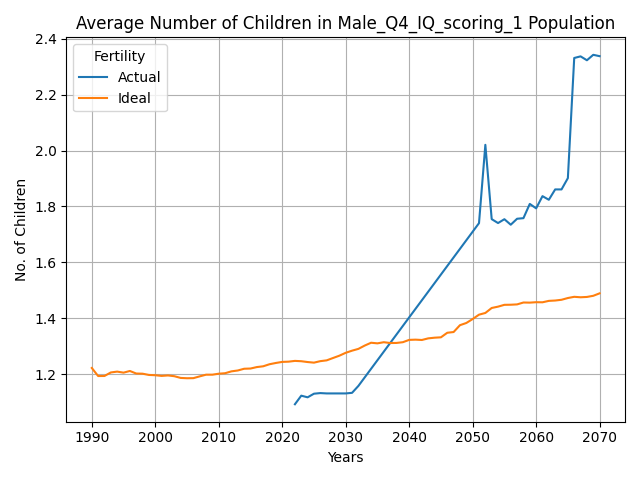 Average Number of Children in Male_Q4_IQ_scoring_1 Population
Fertility
Actual
Ideal
No. of Children
2.4
2.2
2.0
1.8
1.6
1.4
1.2
1990 2000 2010 2020 2030 2040 2050 2060 2070
Years